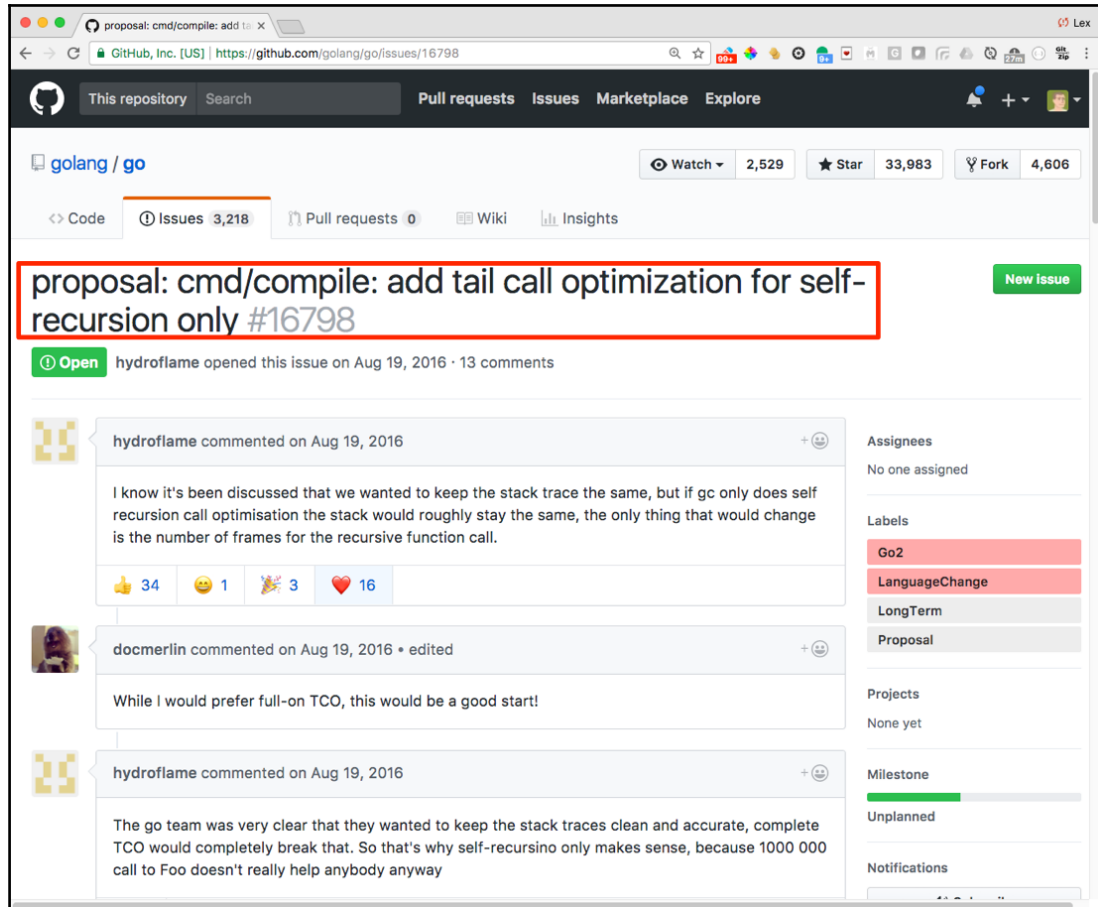 proposal: cmd/compile: add ta
Lex
GitHub, Inc. [US] | https://github.com/golang/go/issues/16798
99+
9+
27m
Git
Zip
This repository Search Pull requests Issues Marketplace Explore
golang / go Watch 2,529 Star 33,983 Fork 4,606
Code Issues 3,218 Pull requests 0 Wiki Insights
proposal: cmd/compile: add tail call optimization for self-
recursion only #16798
New issue
Open hydroflame opened this issue on Aug 19, 2016 · 13 comments
hydroflame commented on Aug 19, 2016
I know it's been discussed that we wanted to keep the stack trace the same, but if gc only does self
recursion call optimisation the stack would roughly stay the same, the only thing that would change
is the number of frames for the recursive function call.
👍 34 😄 1 🎉 3 ❤️ 16
docmerlin commented on Aug 19, 2016 • edited
While I would prefer full-on TCO, this would be a good start!
hydroflame commented on Aug 19, 2016
The go team was very clear that they wanted to keep the stack traces clean and accurate, complete
TCO would completely break that. So that's why self-recursino only makes sense, because 1000 000
call to Foo doesn't really help anybody anyway
Assignees
No one assigned
Labels
Go2
LanguageChange
LongTerm
Proposal
Projects
None yet
Milestone
Unplanned
Notifications